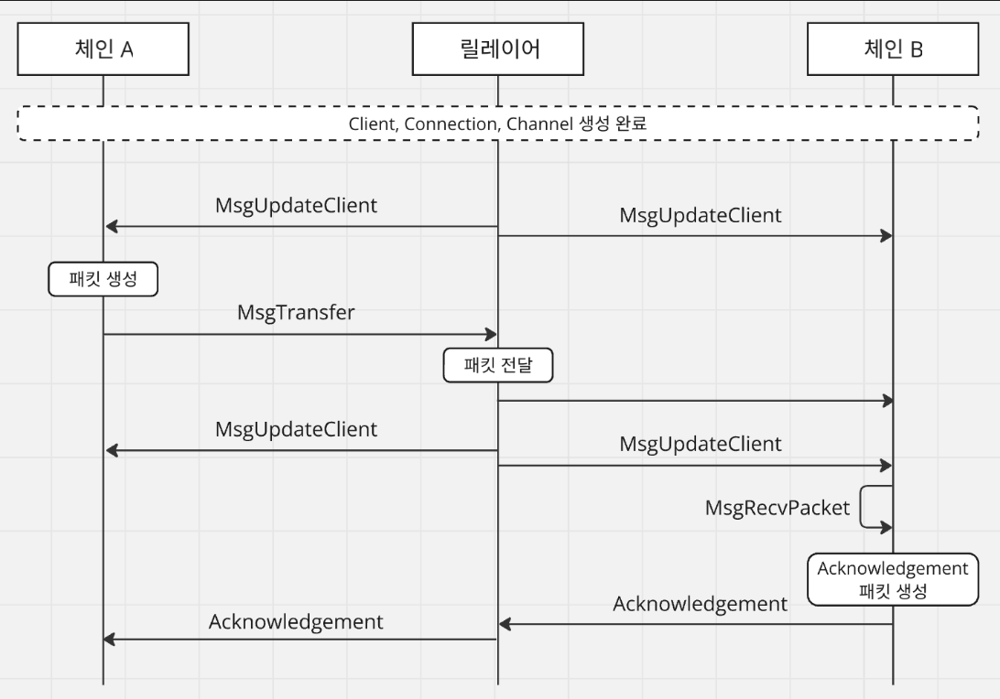 체인 A
릴레이어
체인 B
Client, Connection, Channel 생성 완료
MsgUpdateClient
MsgUpdateClient
패킷 생성
MsgTransfer
패킷 전달
MsgUpdateClient
MsgUpdateClient
MsgRecvPacket
Acknowledgement
패킷 생성
Acknowledgement
Acknowledgement